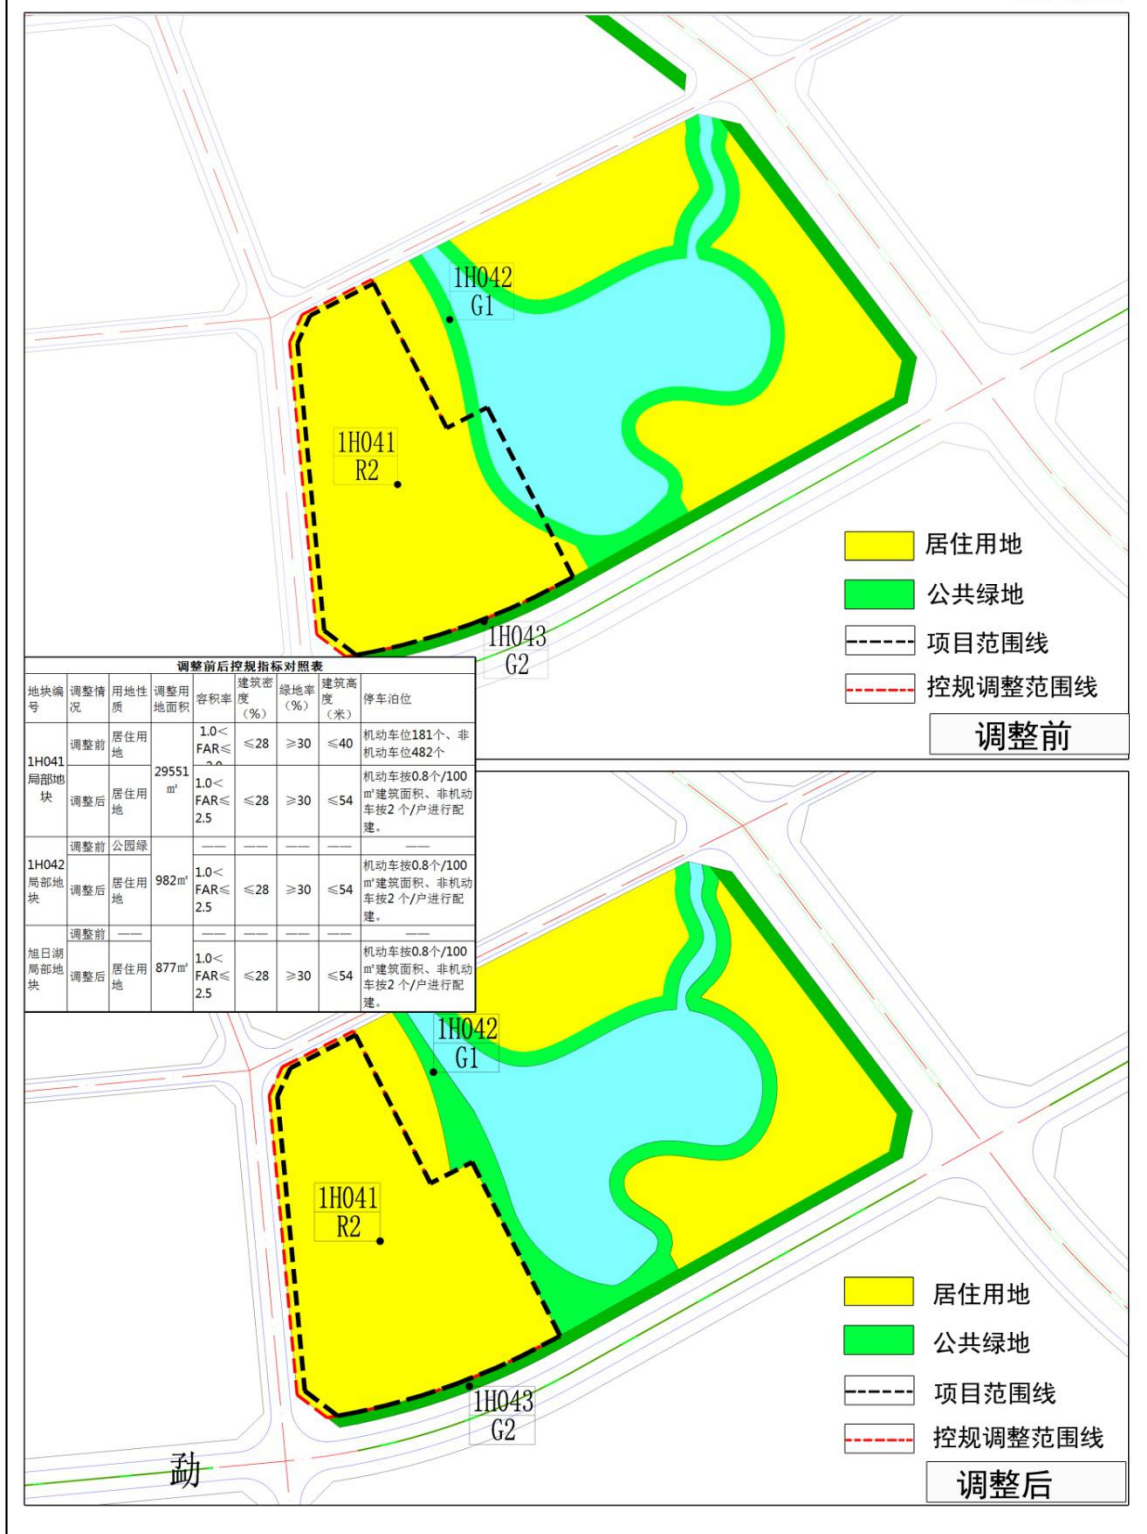 1H042
G1
1H041
R2
1H043
G2
居住用地
公共绿地
项目范围线
控规调整范围线
调整前
调整前后控规指标对照表
地块编号 调整情况 用地性质 调整用地面积 容积率 建筑密度(%) 绿地率(%) 建筑高度(米) 停车泊位
1H041局部地块 调整前 居住用地 29551㎡ 1.0<FAR≤ ≤28 ≥30 ≤40 机动车位181个、非机动车位482个
调整后 居住用地 1.0<FAR≤2.5 ≤28 ≥30 ≤54 机动车按0.8个/100㎡建筑面积、非机动车按2个/户进行配建。
1H042局部地块 调整前 公园绿 982㎡ —— —— —— —— ——
调整后 居住用地 1.0<FAR≤2.5 ≤28 ≥30 ≤54 机动车按0.8个/100㎡建筑面积、非机动车按2个/户进行配建。
旭日湖局部地块 调整前 —— 877㎡ —— —— —— —— ——
调整后 居住用地 1.0<FAR≤2.5 ≤28 ≥30 ≤54 机动车按0.8个/100㎡建筑面积、非机动车按2个/户进行配建。
1H042
G1
1H041
R2
1H043
G2
勐
居住用地
公共绿地
项目范围线
控规调整范围线
调整后